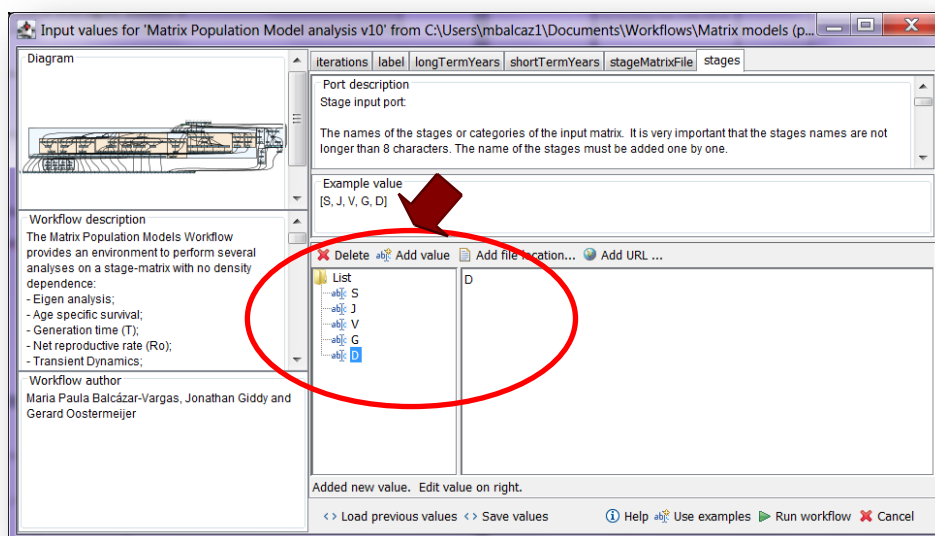 Input values for 'Matrix Population Model analysis v10' from C:\Users\mbalcaz1\Documents\Workflows\Matrix models (p...
Diagram
iterations label longTermYears shortTermYears stageMatrixFile stages
Port description
Stage input port:
The names of the stages or categories of the input matrix. It is very important that the stages names are not
longer than 8 characters. The name of the stages must be added one by one.
Example value
[S, J, V, G, D]
Workflow description
The Matrix Population Models Workflow
provides an environment to perform several
analyses on a stage-matrix with no density
dependence:
- Eigen analysis;
- Age specific survival;
- Generation time (T);
- Net reproductive rate (Ro);
- Transient Dynamics;
Workflow author
Maria Paula Balcázar-Vargas, Jonathan Giddy and
Gerard Oostermeijer
Delete Add value Add file location... Add URL ...
List
S
J
V
G
D
D
Added new value. Edit value on right.
Load previous values Save values Help Use examples Run workflow Cancel